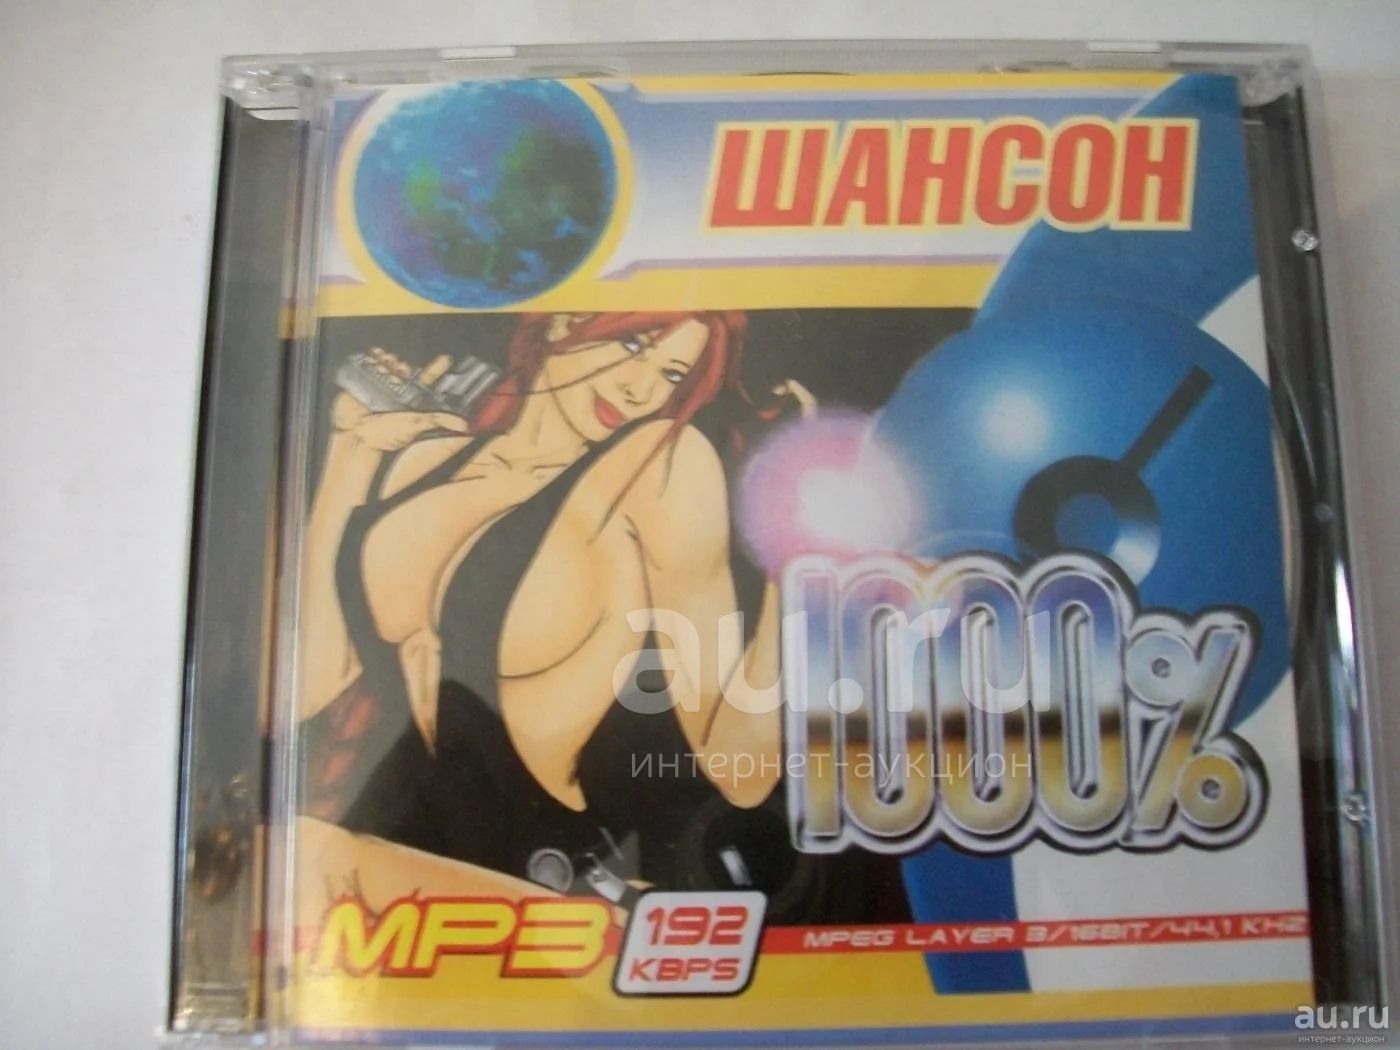 ШАНСОН
1000%
au.ru
интернет-аукцион
MP3
192
KBPS
MPEG LAYER 3/16BIT/44,1 KHZ
au.ru
интернет-аукцион